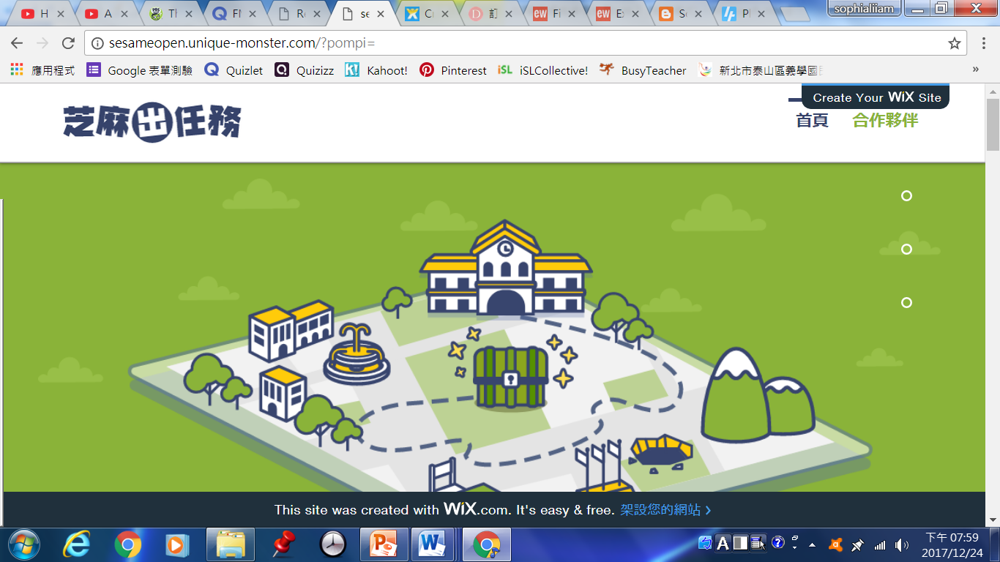 H
A
Th
Q Fl
Re
se
Cr
訂
Fi
Ex
So
Pl
sophialiiam
sesameopen.unique-monster.com/?pompi=
應用程式
Google 表單測驗
Quizlet
Quizizz
Kahoot!
Pinterest
iSLCollective!
BusyTeacher
新北市泰山區義學國
»
Create Your WiX Site
芝麻出任務
首頁
合作夥伴
This site was created with WiX.com. It's easy & free. 架設您的網站 >
下午 07:59
2017/12/24